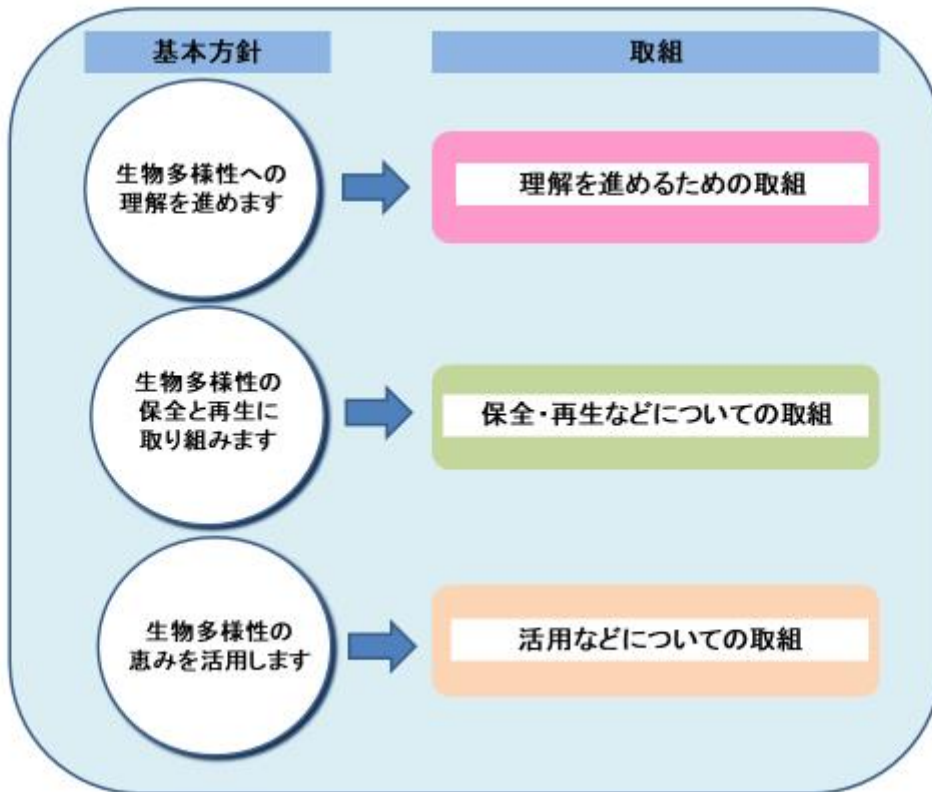 基本方針
取組
生物多様性への
理解を進めます
理解を進めるための取組
生物多様性の
保全と再生に
取り組みます
保全・再生などについての取組
生物多様性の
恵みを活用します
活用などについての取組